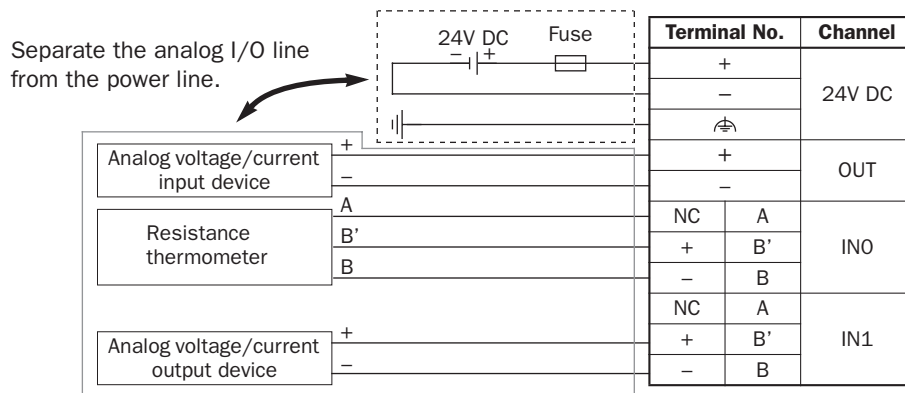 Separate the analog I/O line
from the power line.
24V DC
Fuse
− +
Analog voltage/current
input device
+
−
Resistance
thermometer
A
B’
B
Analog voltage/current
output device
+
−
Terminal No. Channel
+
−
24V DC
+
−
OUT
NC A
+ B’
− B
IN0
NC A
+ B’
− B
IN1